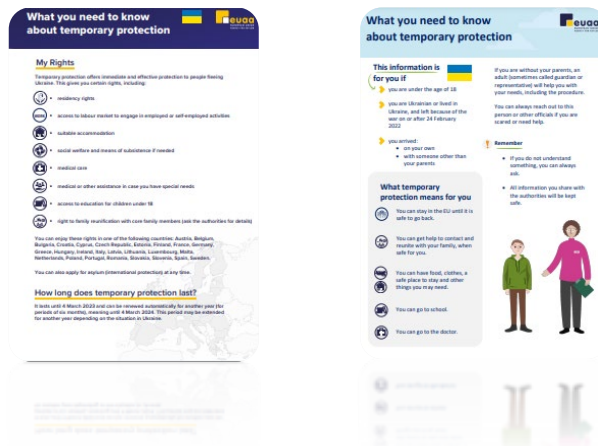 What you need to know
about temporary protection
euaa
My Rights
Temporary protection offers immediate and effective protection to people fleeing
Ukraine. This gives you certain rights, including:
residency rights
access to labour market to engage in employed or self-employed activities
suitable accommodation
social welfare and means of subsistence if needed
medical care
medical or other assistance in case you have special needs
access to education for children under 18
right to family reunification with core family members (ask the authorities for details)
You can enjoy these rights in one of the following countries: Austria, Belgium,
Bulgaria, Croatia, Cyprus, Czech Republic, Estonia, Finland, France, Germany,
Greece, Hungary, Ireland, Italy, Latvia, Lithuania, Luxembourg, Malta,
Netherlands, Poland, Portugal, Romania, Slovakia, Slovenia, Spain, Sweden.
You can also apply for asylum (international protection) at any time.
How long does temporary protection last?
It lasts until 4 March 2023 and can be renewed automatically for another year (for
periods of six months), meaning until 4 March 2024. This period may be extended
for another year depending on the situation in Ukraine.
What you need to know
about temporary protection
euaa
This information is
for you if
you are under the age of 18
you are Ukrainian or lived in
Ukraine, and left because of the
war on or after 24 February
2022
you arrived:
• on your own
• with someone other than
your parents
If you are without your parents, an
adult (sometimes called guardian or
representative) will help you with
your needs, including the procedure.
You can always reach out to this
person or other officials if you are
scared or need help.
Remember
• If you do not understand
something, you can always
ask.
• All information you share with
the authorities will be kept
safe.
What temporary
protection means for you
You can stay in the EU until it is
safe to go back.
You can get help to contact and
reunite with your family, when
safe for you.
You can have food, clothes, a
safe place to stay and other
things you may need.
You can go to school.
You can go to the doctor.